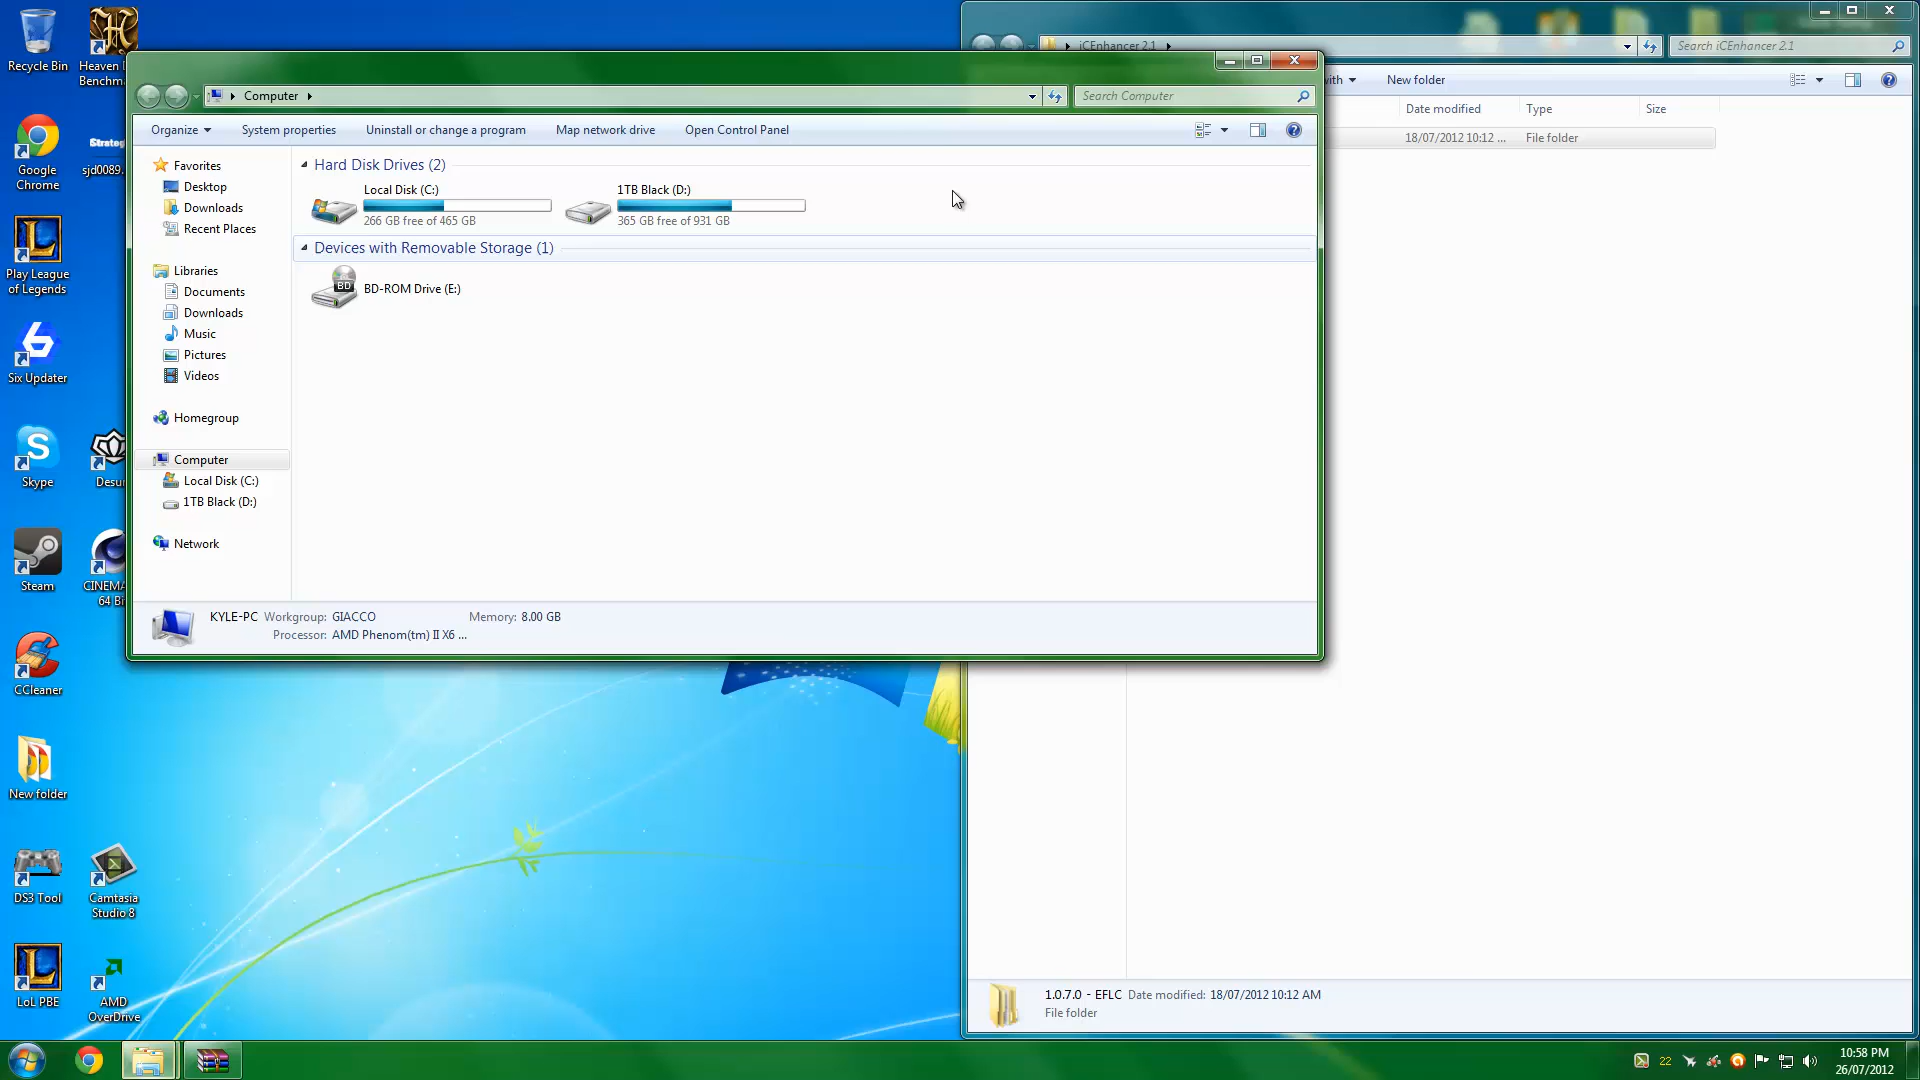 Recycle Bin
Heaven
Benchm
Google
Chrome
Strateg
sjd0089.
Play League
of Legends
Six Updater
Skype
Desu
Steam
CINEMA
64 Bi
CCleaner
New folder
DS3 Tool
Camtasia
Studio 8
LoL PBE
AMD
OverDrive
Computer
Search Computer
Organize
System properties
Uninstall or change a program
Map network drive
Open Control Panel
Favorites
Desktop
Downloads
Recent Places
Libraries
Documents
Downloads
Music
Pictures
Videos
Homegroup
Computer
Local Disk (C:)
1TB Black (D:)
Network
Hard Disk Drives (2)
Local Disk (C:)
266 GB free of 465 GB
1TB Black (D:)
365 GB free of 931 GB
Devices with Removable Storage (1)
BD
BD-ROM Drive (E:)
KYLE-PC Workgroup: GIACCO Memory: 8.00 GB
Processor: AMD Phenom(tm) II X6 ...
iCEnhancer 2.1
Search iCEnhancer 2.1
with
New folder
Date modified
Type
Size
18/07/2012 10:12 ...
File folder
1.0.7.0 - EFLC Date modified: 18/07/2012 10:12 AM
File folder
22
10:58 PM
26/07/2012